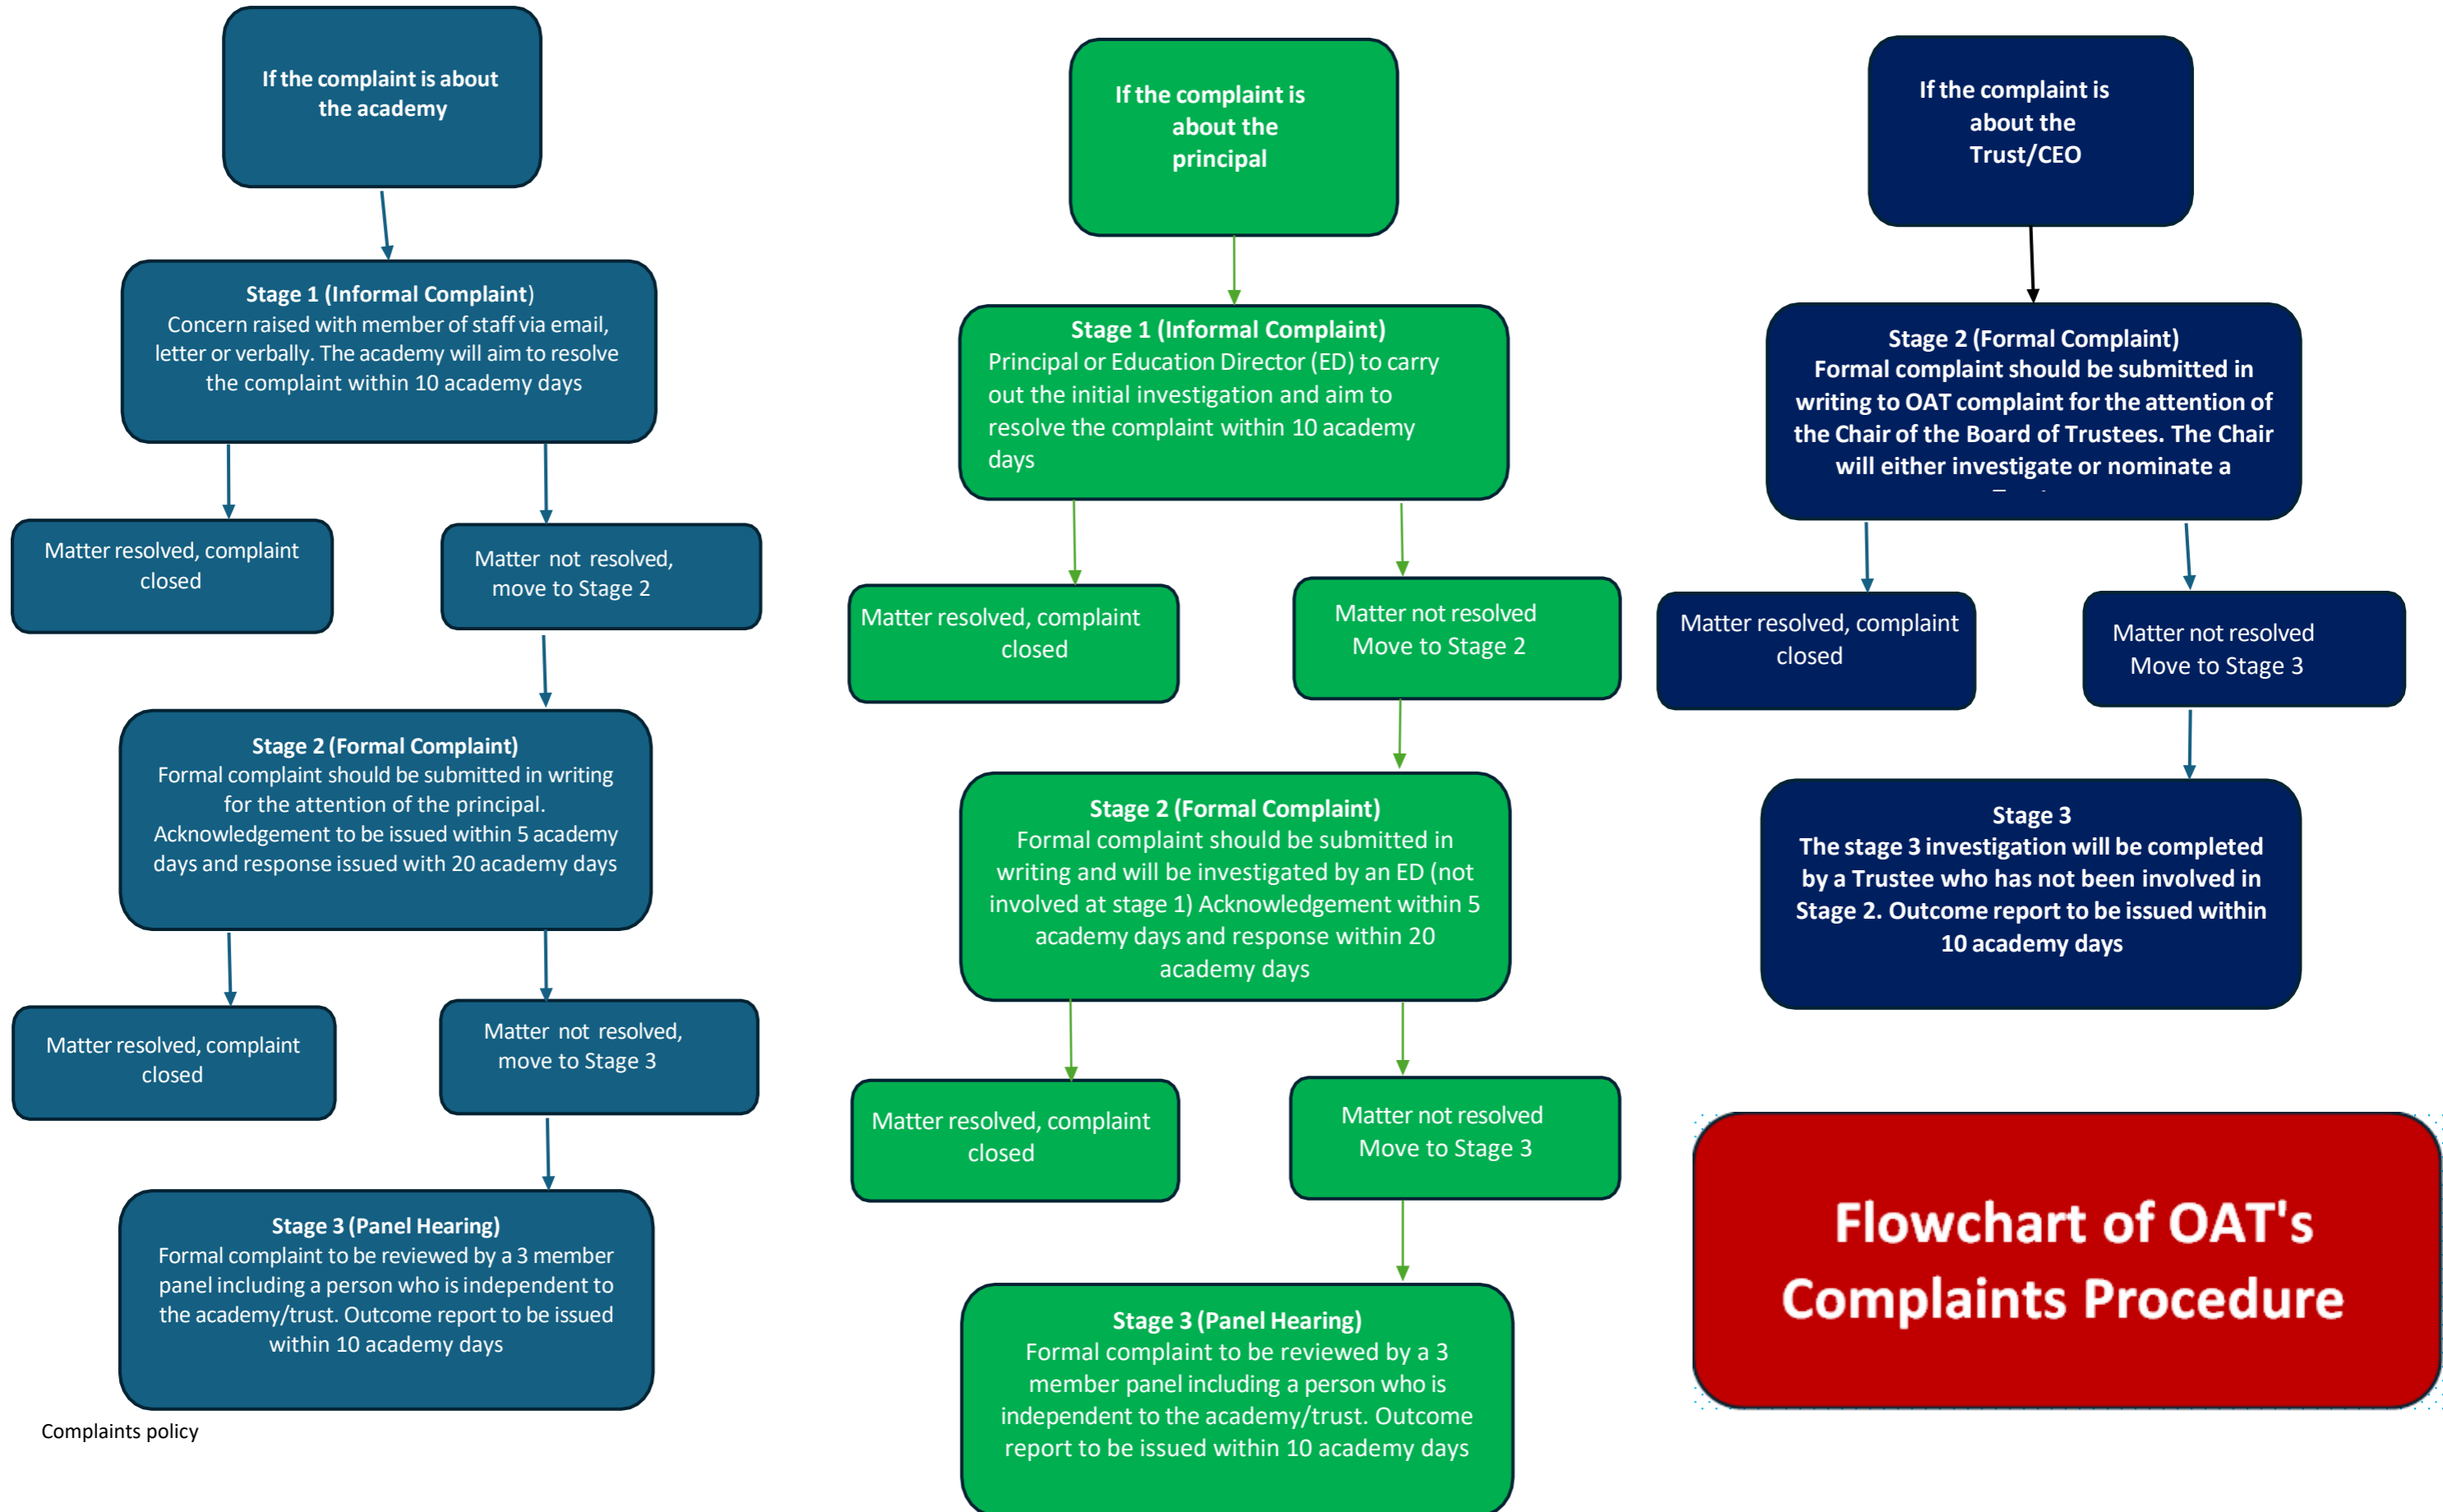 If the complaint is about
the academy
Stage 1 (Informal Complaint)
Concern raised with member of staff via email,
letter or verbally. The academy will aim to resolve
the complaint within 10 academy days
Matter resolved, complaint
closed
Matter not resolved,
move to Stage 2
Stage 2 (Formal Complaint)
Formal complaint should be submitted in writing
for the attention of the principal.
Acknowledgement to be issued within 5 academy
days and response issued with 20 academy days
Matter resolved, complaint
closed
Matter not resolved,
move to Stage 3
Stage 3 (Panel Hearing)
Formal complaint to be reviewed by a 3 member
panel including a person who is independent to
the academy/trust. Outcome report to be issued
within 10 academy days
Complaints policy
If the complaint is
about the
principal
Stage 1 (Informal Complaint)
Principal or Education Director (ED) to carry
out the initial investigation and aim to
resolve the complaint within 10 academy
days
Matter resolved, complaint
closed
Matter not resolved
Move to Stage 2
Stage 2 (Formal Complaint)
Formal complaint should be submitted in
writing and will be investigated by an ED (not
involved at stage 1) Acknowledgement within 5
academy days and response within 20
academy days
Matter resolved, complaint
closed
Matter not resolved
Move to Stage 3
Stage 3 (Panel Hearing)
Formal complaint to be reviewed by a 3
member panel including a person who is
independent to the academy/trust. Outcome
report to be issued within 10 academy days
If the complaint is
about the
Trust/CEO
Stage 2 (Formal Complaint)
Formal complaint should be submitted in
writing to OAT complaint for the attention of
the Chair of the Board of Trustees. The Chair
will either investigate or nominate a
Matter resolved, complaint
closed
Matter not resolved
Move to Stage 3
Stage 3
The stage 3 investigation will be completed
by a Trustee who has not been involved in
Stage 2. Outcome report to be issued within
10 academy days
Flowchart of OAT's
Complaints Procedure